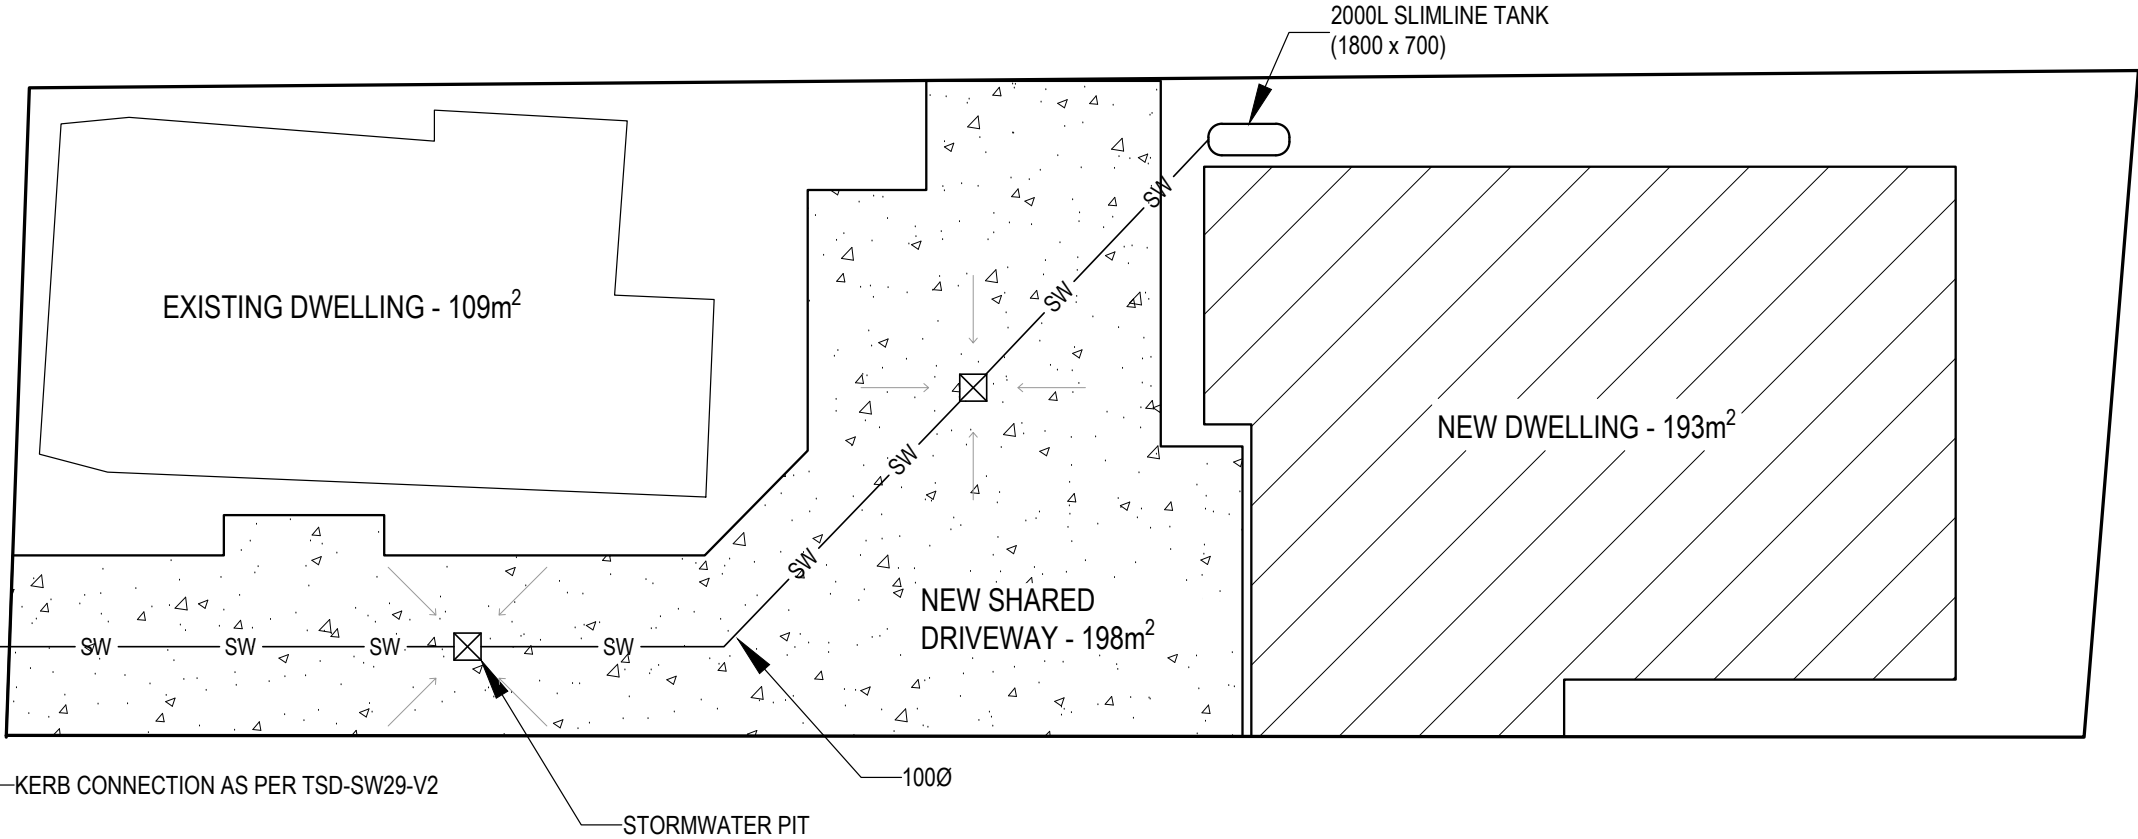 2000L SLIMLINE TANK
(1800 x 700)
SW
SW
EXISTING DWELLING - 109m²
NEW DWELLING - 193m²
SW
SW
NEW SHARED
DRIVEWAY - 198m²
SW
SW
SW
SW
KERB CONNECTION AS PER TSD-SW29-V2
100Ø
STORMWATER PIT